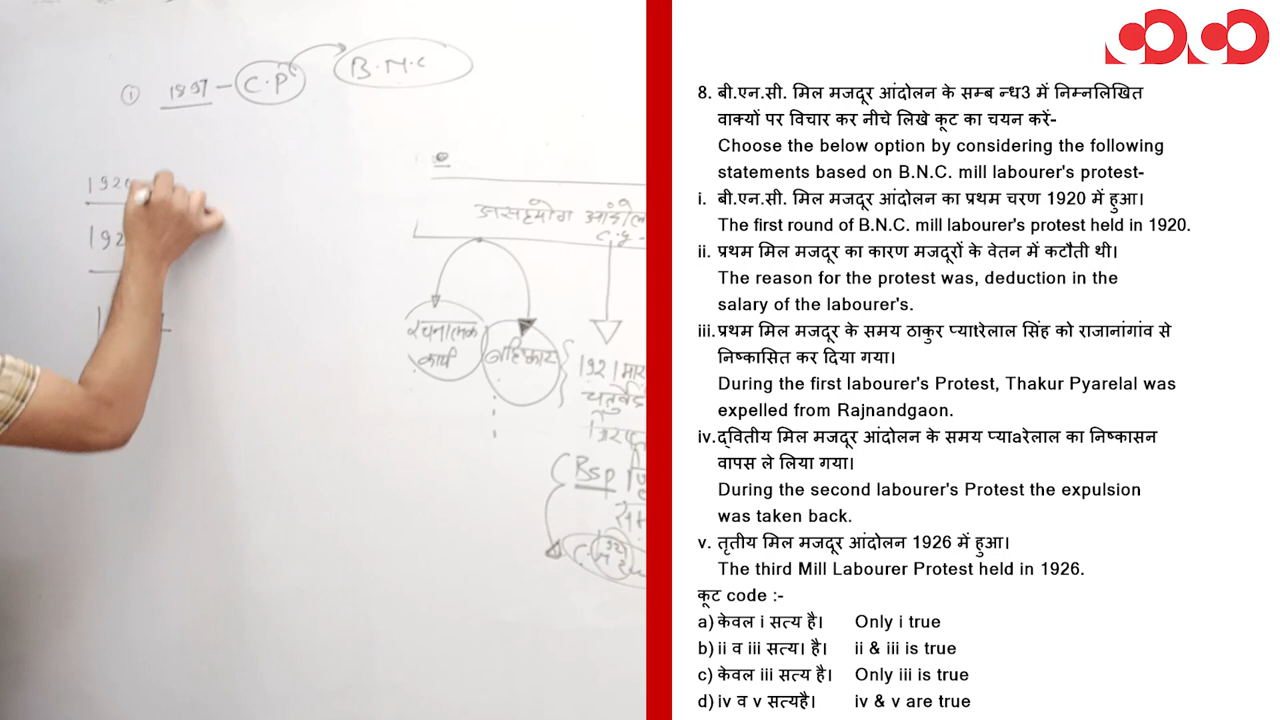 ① 1897 - C.P
B.N.C
1920
192
असहयोग आंदोल
C.g -
रचनात्मक
कार्य
बहिष्कार
1921 मार
चतुर्वेद
Bsp
8. बी.एन.सी. मिल मजदूर आंदोलन के सम्ब न्ध3 में निम्नलिखित
वाक्यों पर विचार कर नीचे लिखे कूट का चयन करें-
Choose the below option by considering the following
statements based on B.N.C. mill labourer's protest-
i. बी.एन.सी. मिल मजदूर आंदोलन का प्रथम चरण 1920 में हुआ।
The first round of B.N.C. mill labourer's protest held in 1920.
ii. प्रथम मिल मजदूर का कारण मजदूरों के वेतन में कटौती थी।
The reason for the protest was, deduction in the
salary of the labourer's.
iii. प्रथम मिल मजदूर के समय ठाकुर प्याtरेलाल सिंह को राजानांगांव से
निष्कासित कर दिया गया।
During the first labourer's Protest, Thakur Pyarelal was
expelled from Rajnandgaon.
iv. द्वितीय मिल मजदूर आंदोलन के समय प्याaरेलाल का निष्कासन
वापस ले लिया गया।
During the second labourer's Protest the expulsion
was taken back.
v. तृतीय मिल मजदूर आंदोलन 1926 में हुआ।
The third Mill Labourer Protest held in 1926.
कूट code :-
a) केवल i सत्य है। Only i true
b) ii व iii सत्य। है। ii & iii is true
c) केवल iii सत्य है। Only iii is true
d) iv व v सत्यहै। iv & v are true